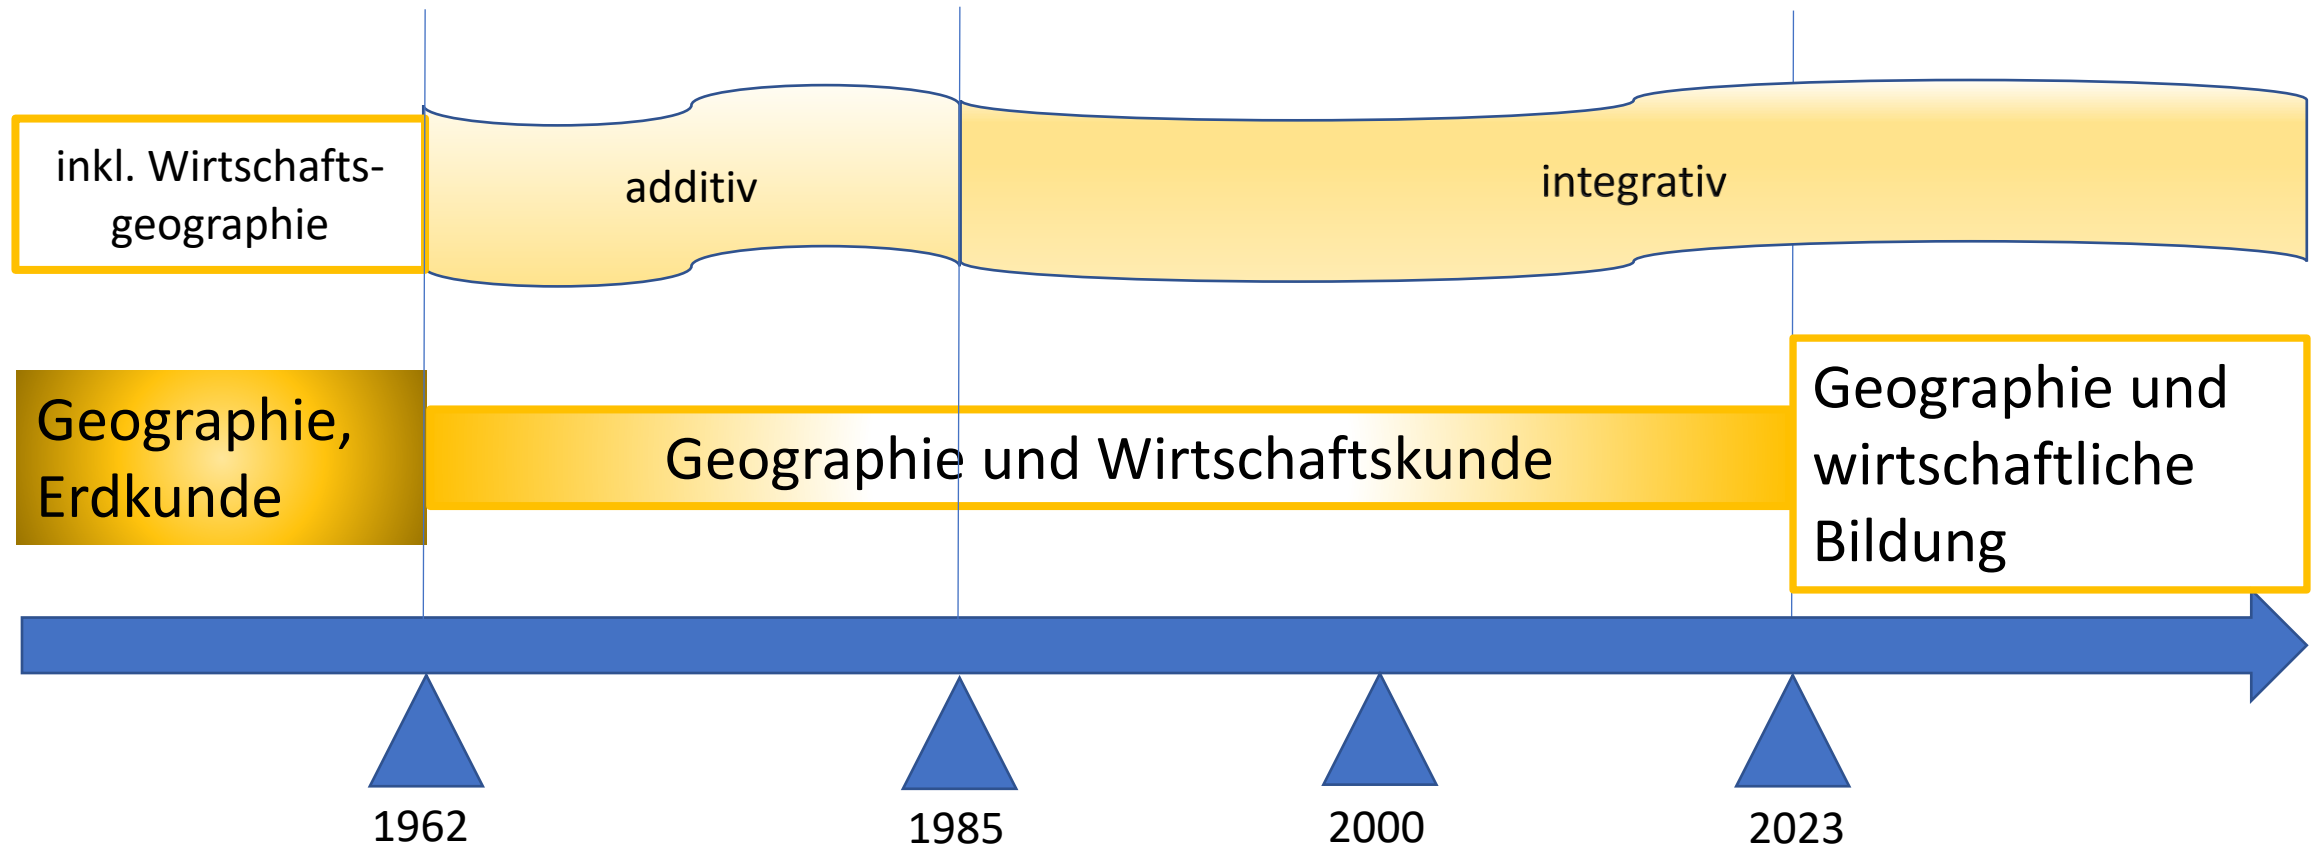 inkl. Wirtschafts-
geographie
additiv
integrativ
Geographie,
Erdkunde
Geographie und Wirtschaftskunde
Geographie und
wirtschaftliche
Bildung
1962
1985
2000
2023